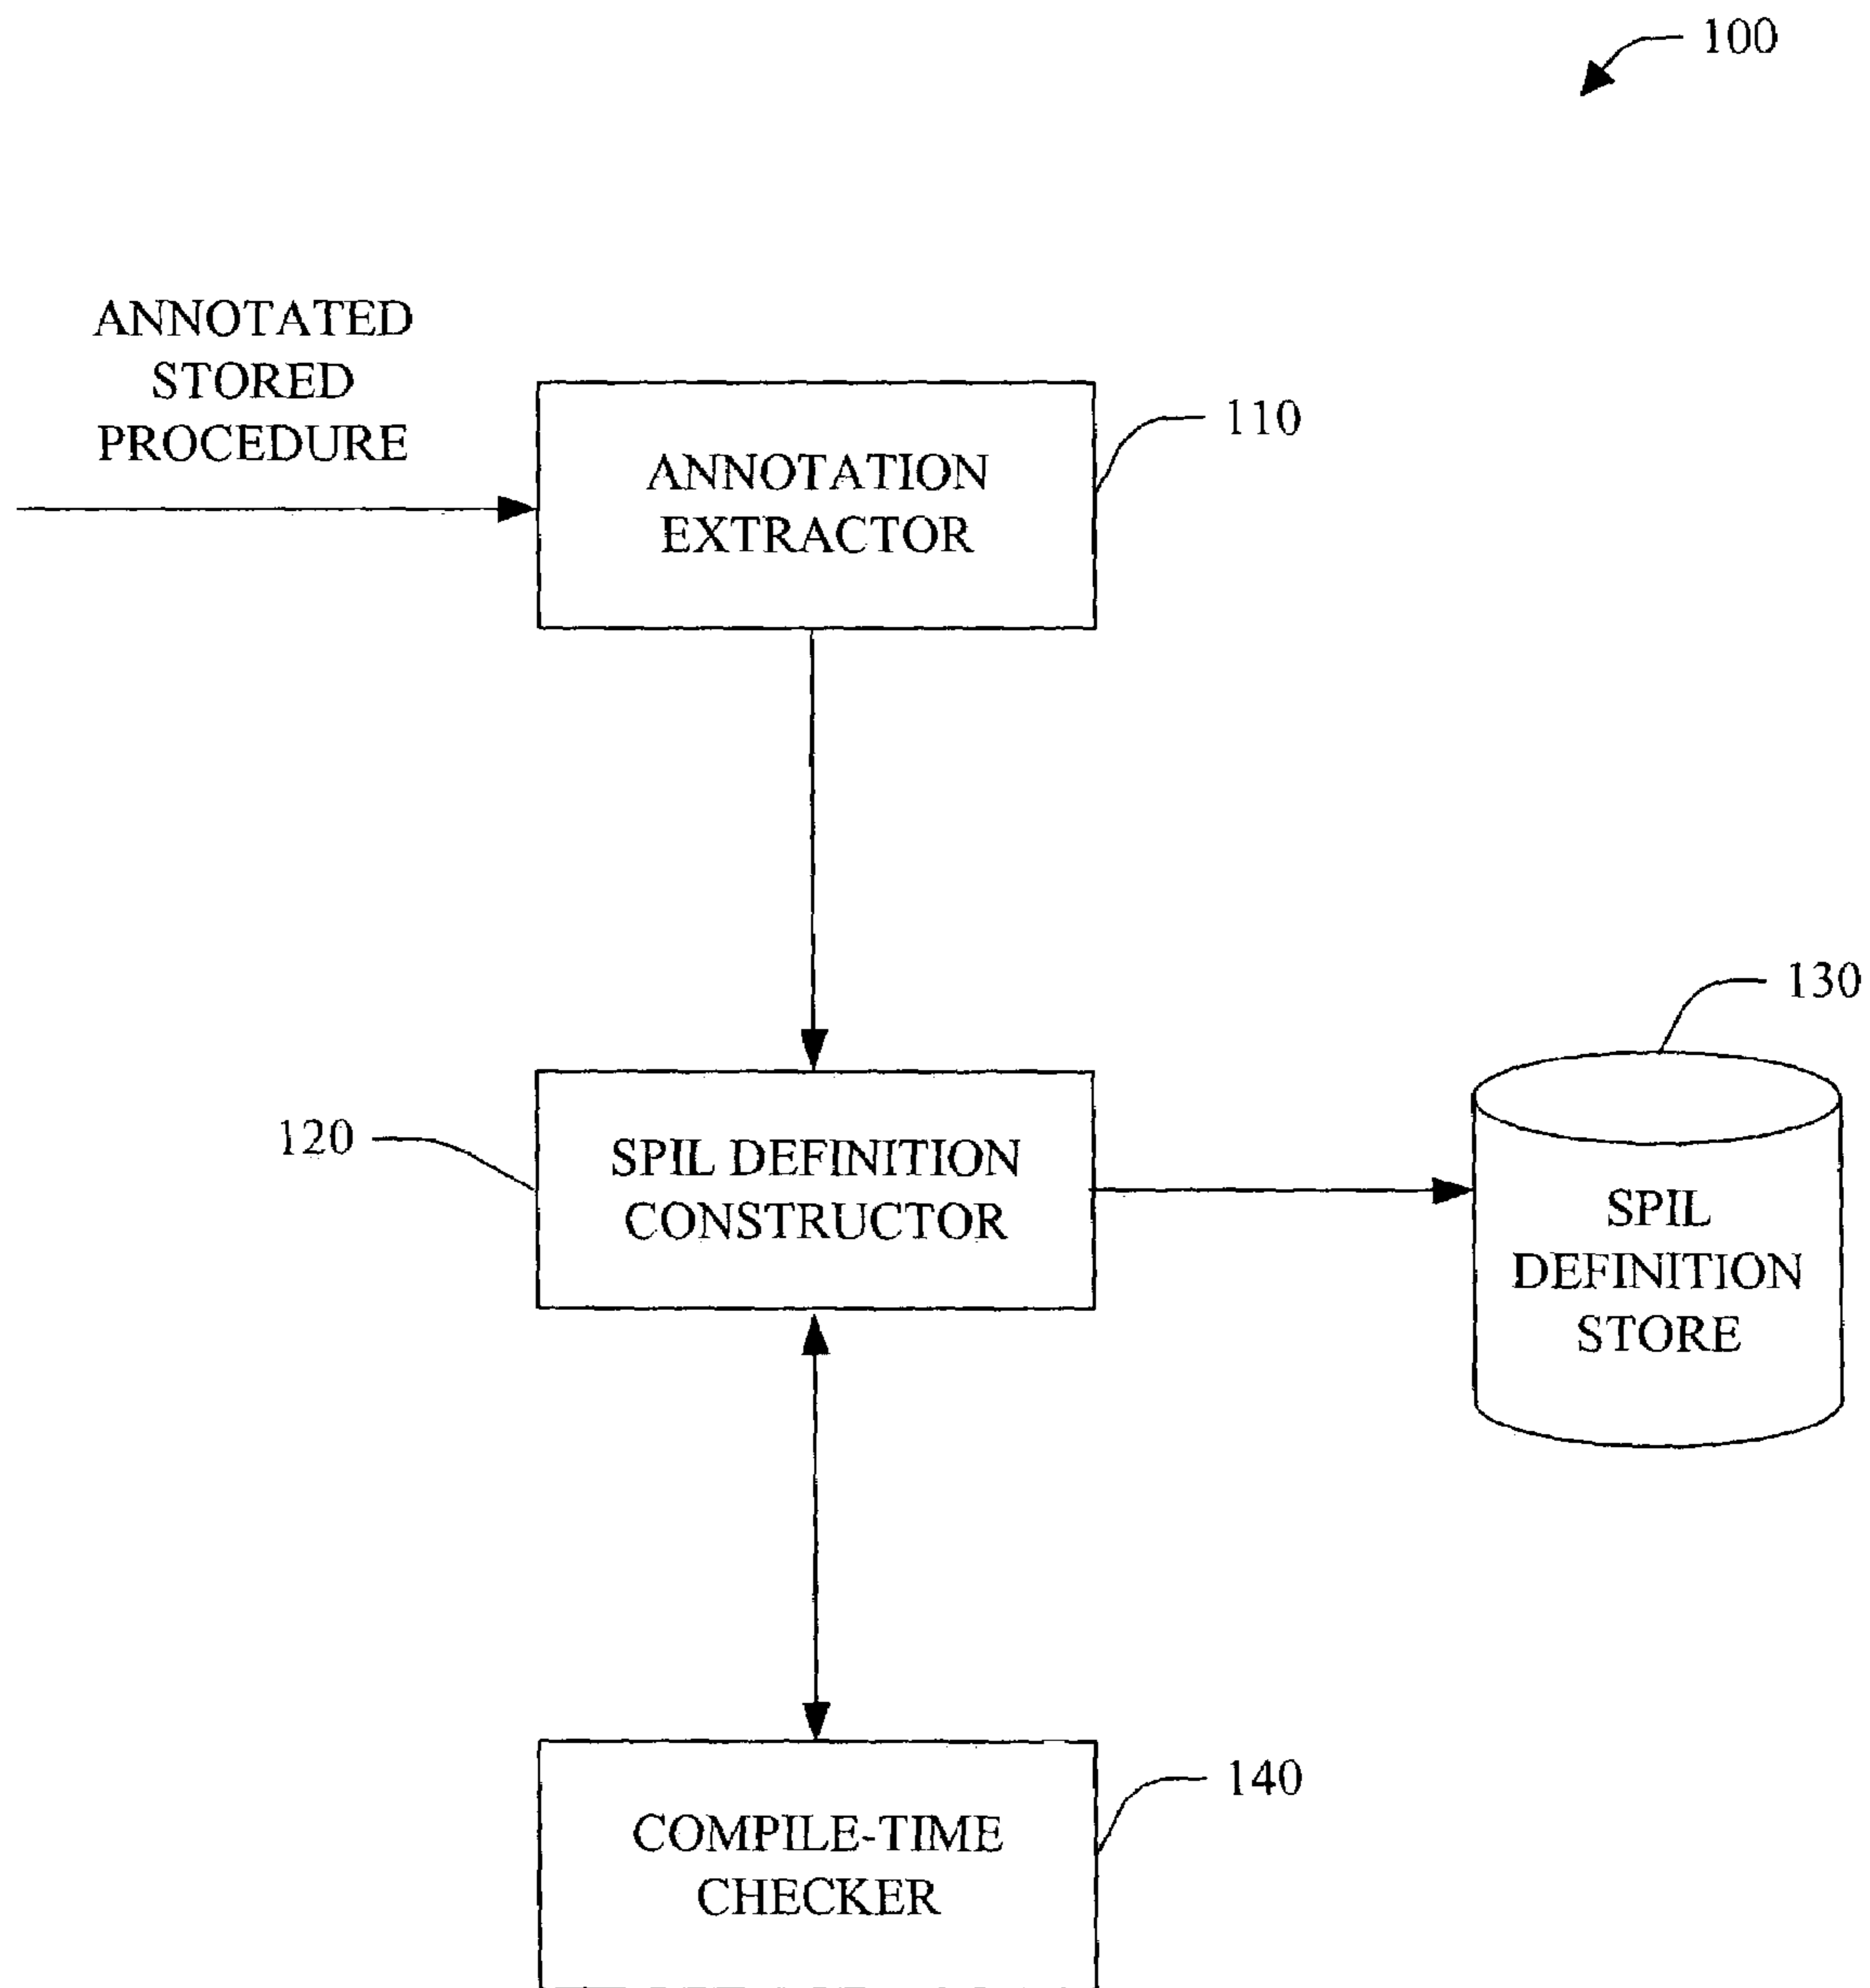 100
ANNOTATED
STORED
PROCEDURE
110
ANNOTATION
EXTRACTOR
130
120
SPIL DEFINITION
CONSTRUCTOR
SPIL
DEFINITION
STORE
140
COMPILE-TIME
CHECKER